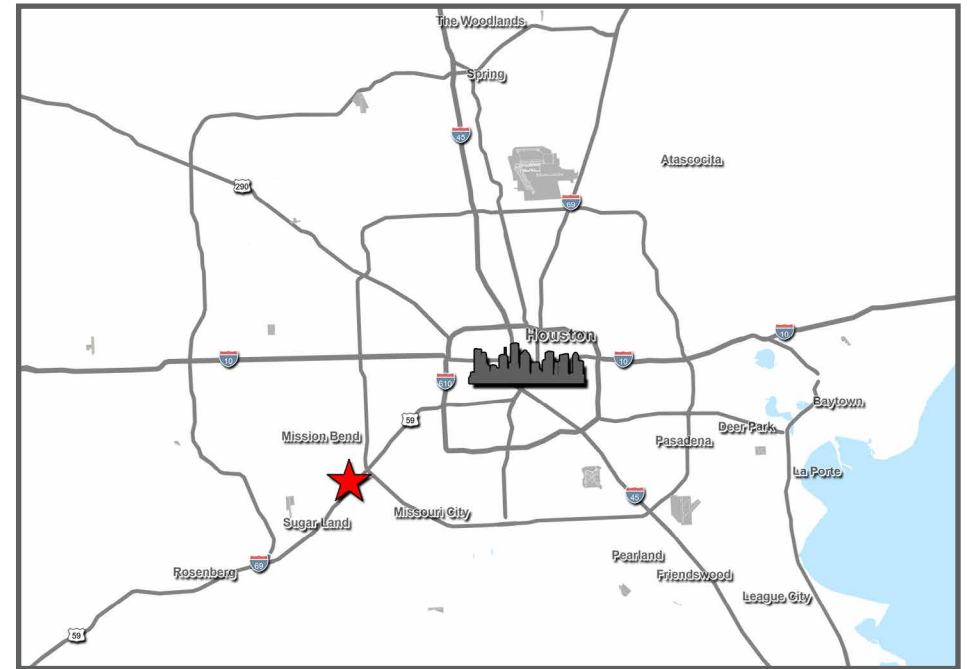 The Woodlands
Spring
45
Atascocita
290
69
Houston
10
10
10
610
59
Baytown
Mission Bend
Deer Park
Pasadena
La Porte
45
Missouri City
Sugar Land
Pearland
69
Rosenberg
Friendswood
League City
59